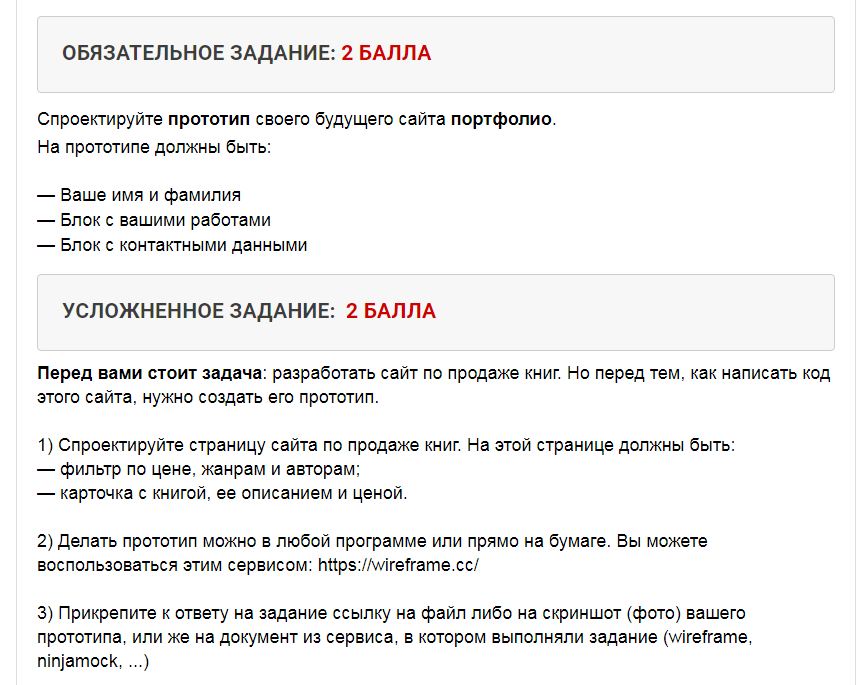 ОБЯЗАТЕЛЬНОЕ ЗАДАНИЕ: 2 БАЛЛА
Спроектируйте прототип своего будущего сайта портфолио.
На прототипе должны быть:
— Ваше имя и фамилия
— Блок с вашими работами
— Блок с контактными данными
УСЛОЖНЕННОЕ ЗАДАНИЕ: 2 БАЛЛА
Перед вами стоит задача: разработать сайт по продаже книг. Но перед тем, как написать код
этого сайта, нужно создать его прототип.
1) Спроектируйте страницу сайта по продаже книг. На этой странице должны быть:
— фильтр по цене, жанрам и авторам;
— карточка с книгой, ее описанием и ценой.
2) Делать прототип можно в любой программе или прямо на бумаге. Вы можете
воспользоваться этим сервисом: https://wireframe.cc/
3) Прикрепите к ответу на задание ссылку на файл либо на скриншот (фото) вашего
прототипа, или же на документ из сервиса, в котором выполняли задание (wireframe,
ninjamock, ...)